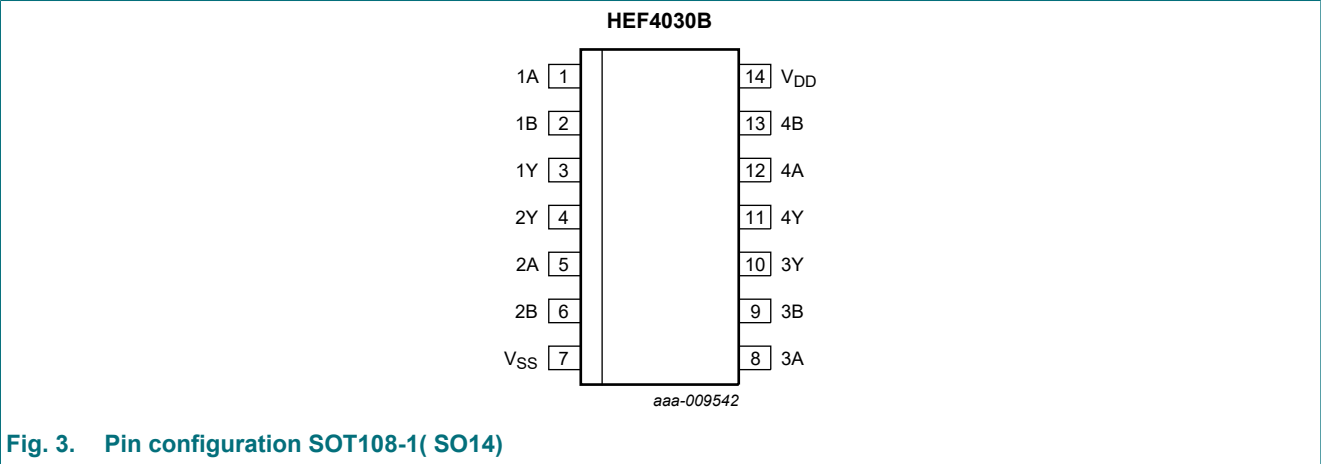 HEF4030B
1A 1 14 VDD
1B 2 13 4B
1Y 3 12 4A
2Y 4 11 4Y
2A 5 10 3Y
2B 6 9 3B
VSS 7 8 3A
aaa-009542
Fig. 3. Pin configuration SOT108-1( SO14)